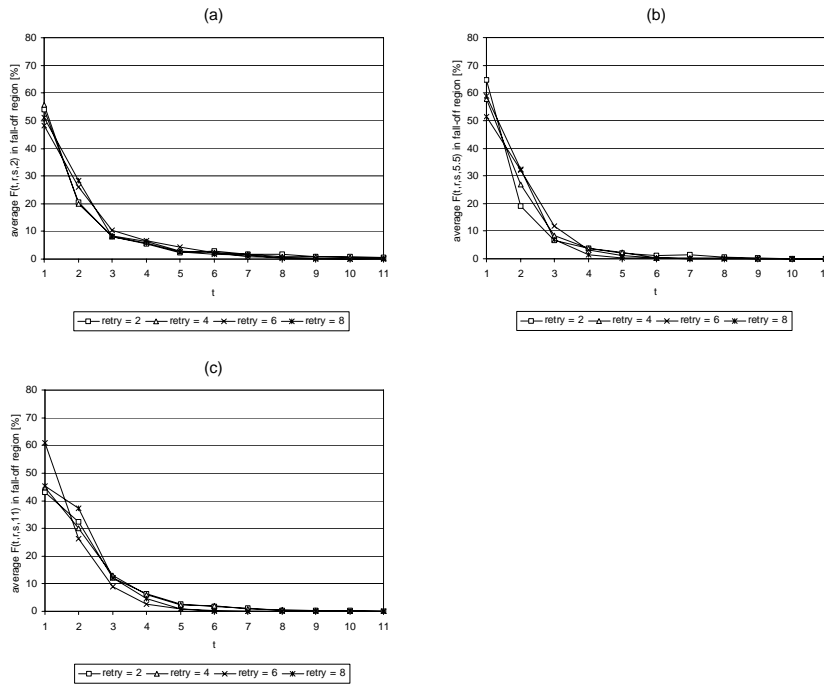 (a)
average F(t,r,s,2) in fall-off region [%]
80
70
60
50
40
30
20
10
0
1 2 3 4 5 6 7 8 9 10 11
t
retry = 2 retry = 4 retry = 6 retry = 8
(b)
average F(t,r,s,5.5) in fall-off region [%]
80
70
60
50
40
30
20
10
0
1 2 3 4 5 6 7 8 9 10 1
t
retry = 2 retry = 4 retry = 6 retry = 8
(c)
average F(t,r,s,11) in fall-off region [%]
80
70
60
50
40
30
20
10
0
1 2 3 4 5 6 7 8 9 10 11
t
retry = 2 retry = 4 retry = 6 retry = 8